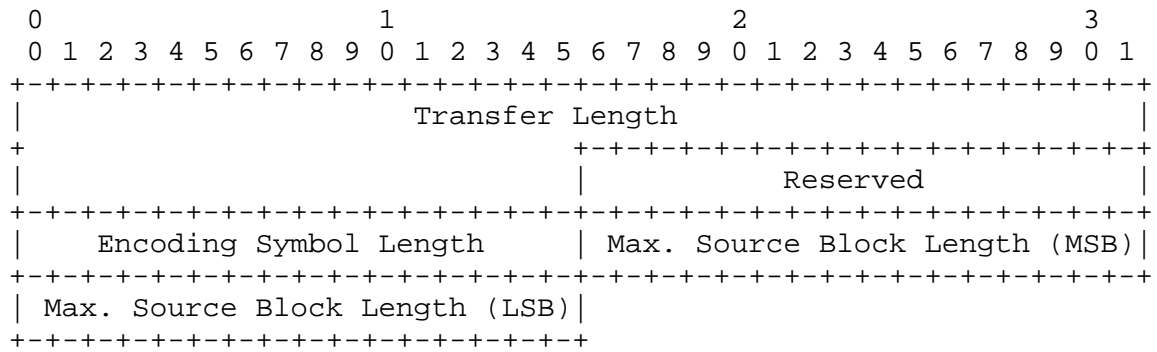 0                   1                   2                   3
 0 1 2 3 4 5 6 7 8 9 0 1 2 3 4 5 6 7 8 9 0 1 2 3 4 5 6 7 8 9 0 1
+-+-+-+-+-+-+-+-+-+-+-+-+-+-+-+-+-+-+-+-+-+-+-+-+-+-+-+-+-+-+-+-+
|                      Transfer Length                          |
+                               +-+-+-+-+-+-+-+-+-+-+-+-+-+-+-+-+
|                               |           Reserved            |
+-+-+-+-+-+-+-+-+-+-+-+-+-+-+-+-+-+-+-+-+-+-+-+-+-+-+-+-+-+-+-+-+
|    Encoding Symbol Length     | Max. Source Block Length (MSB)|
+-+-+-+-+-+-+-+-+-+-+-+-+-+-+-+-+-+-+-+-+-+-+-+-+-+-+-+-+-+-+-+-+
| Max. Source Block Length (LSB)|
+-+-+-+-+-+-+-+-+-+-+-+-+-+-+-+-+